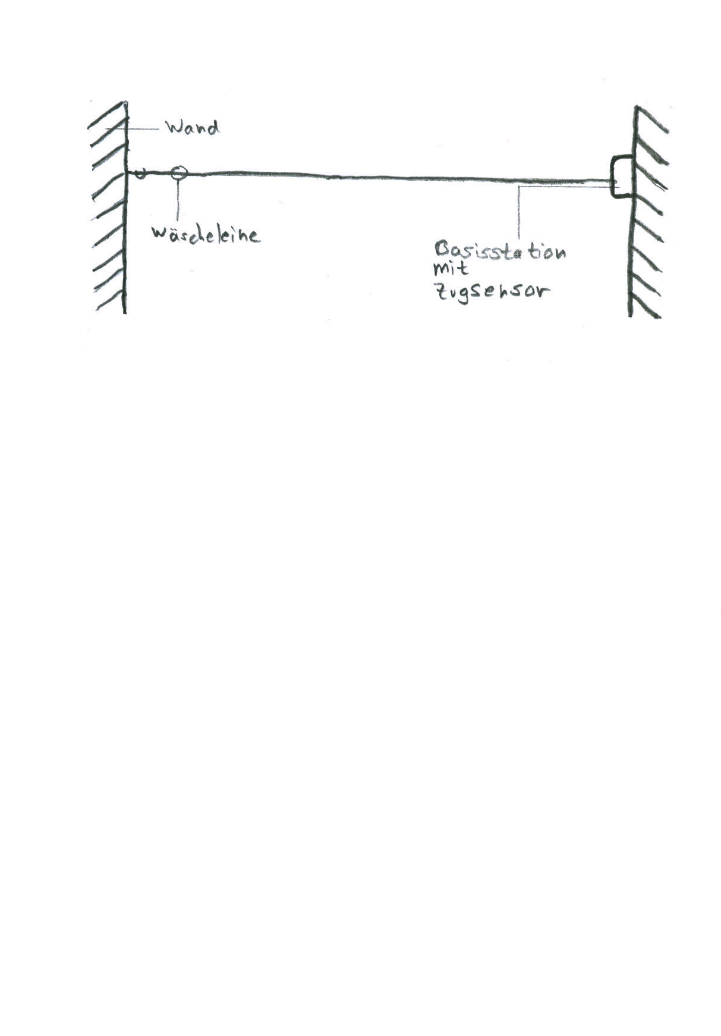 Wand
Wäscheleine
Basisstation
mit
Zugsensor